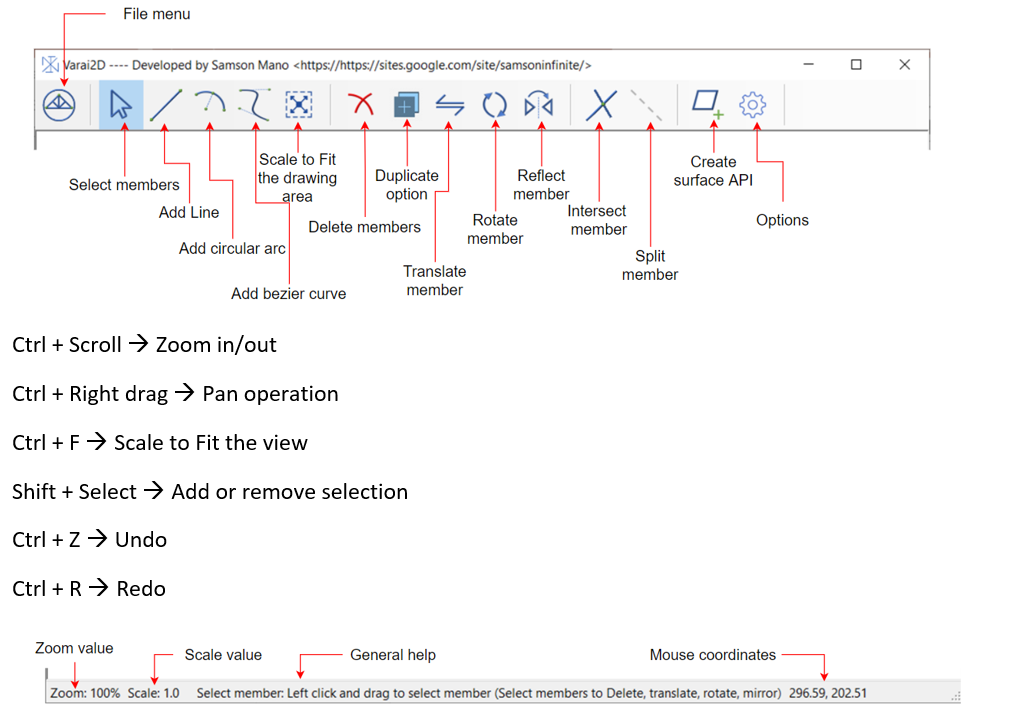 File menu
Varai2D ---- Developed by Samson Mano <https://https://sites.google.com/site/samsoninfinite/>
Select members
Add Line
Add circular arc
Add bezier curve
Scale to Fit
the drawing
area
Delete members
Duplicate
option
Translate
member
Rotate
member
Reflect
member
Intersect
member
Split
member
Create
surface API
Options
Ctrl + Scroll → Zoom in/out
Ctrl + Right drag → Pan operation
Ctrl + F → Scale to Fit the view
Shift + Select → Add or remove selection
Ctrl + Z → Undo
Ctrl + R → Redo
Zoom value
Scale value
General help
Mouse coordinates
Zoom: 100% Scale: 1.0 Select member: Left click and drag to select member (Select members to Delete, translate, rotate, mirror) 296.59, 202.51